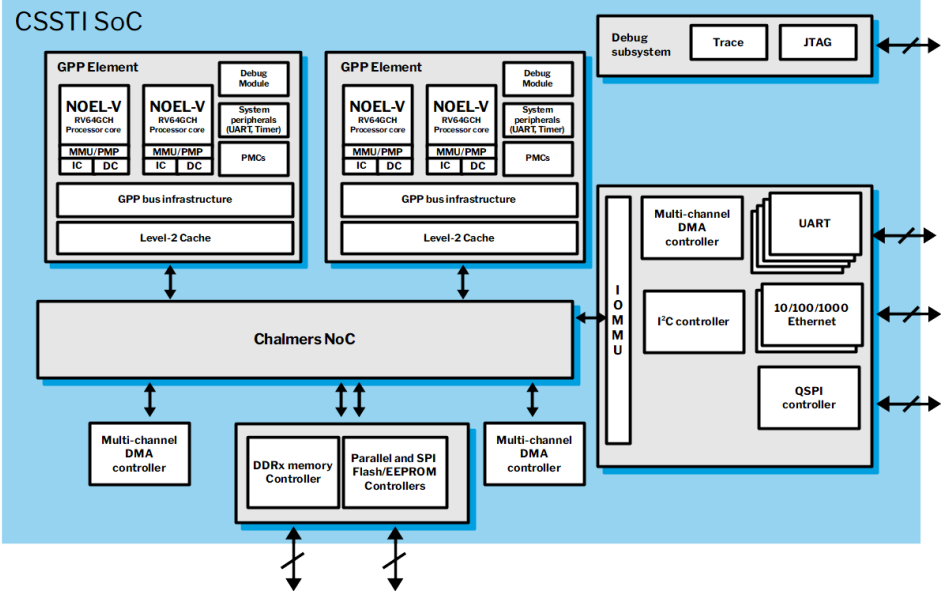 CSSTI SoC
GPP Element
NOEL-V
RV64GCH
Processor core
MMU/PMP
IC DC
NOEL-V
RV64GCH
Processor core
MMU/PMP
IC DC
Debug
Module
System
peripherals
(UART, Timer)
PMCs
GPP bus infrastructure
Level-2 Cache
GPP Element
NOEL-V
RV64GCH
Processor core
MMU/PMP
IC DC
NOEL-V
RV64GCH
Processor core
MMU/PMP
IC DC
Debug
Module
System
peripherals
(UART, Timer)
PMCs
GPP bus infrastructure
Level-2 Cache
Debug
subsystem
Trace
JTAG
Chalmers NoC
IOMMU
Multi-channel
DMA
controller
UART
I²C controller
10/100/1000
Ethernet
QSPI
controller
Multi-channel
DMA
controller
DDRx memory
Controller
Parallel and SPI
Flash/EEPROM
Controllers
Multi-channel
DMA
controller